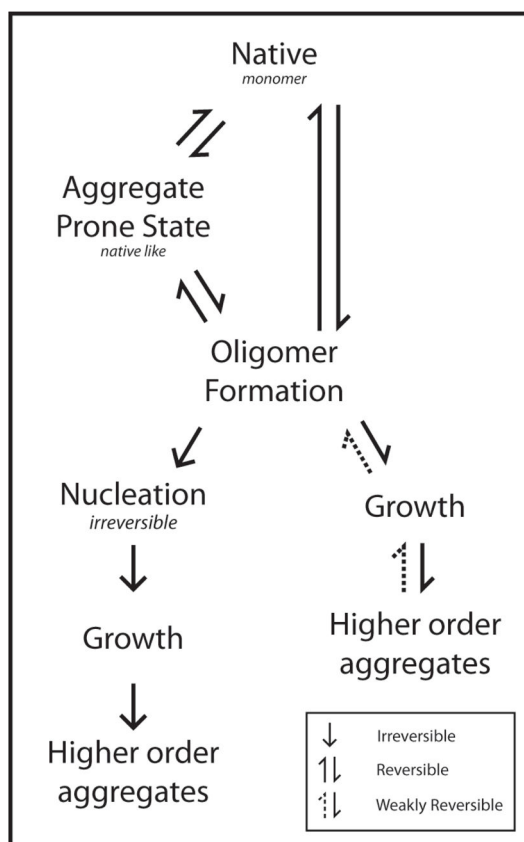 Native
monomer
Aggregate
Prone State
native like
Oligomer
Formation
Nucleation
irreversible
Growth
Growth
Higher order
aggregates
Higher order
aggregates
Irreversible
Reversible
Weakly Reversible